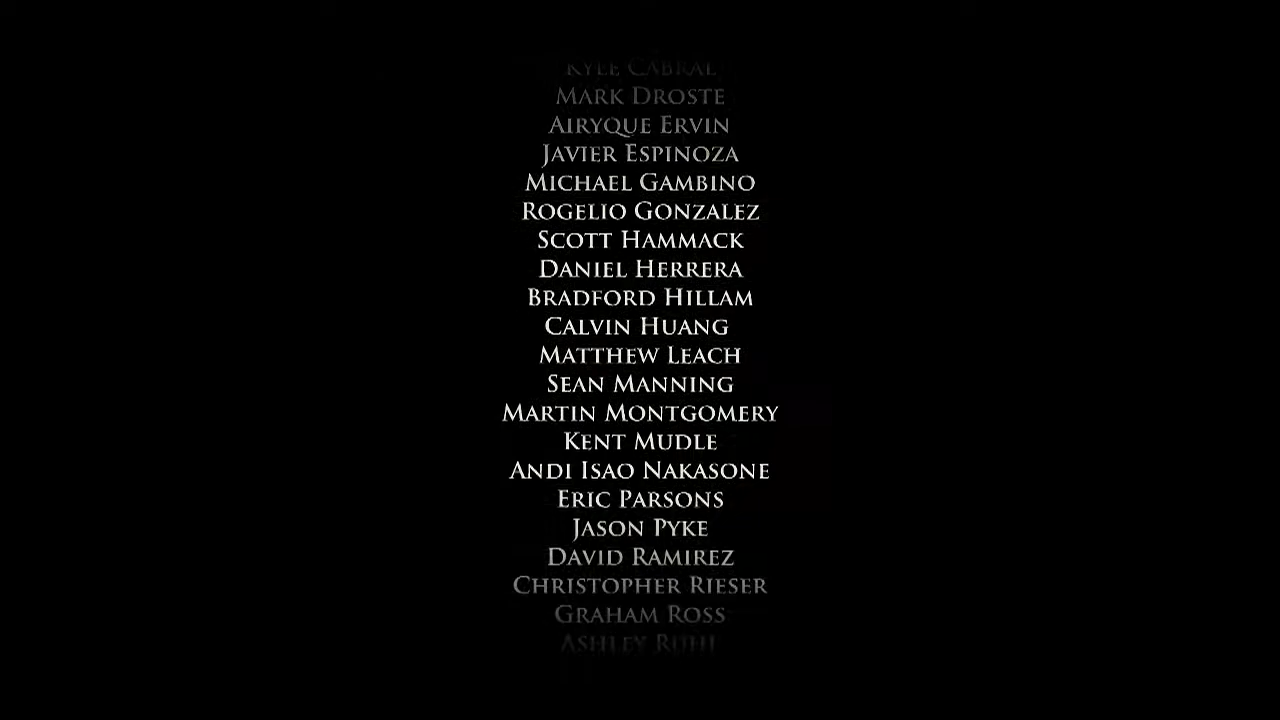 Kyle Cabral
Mark Droste
Airyque Ervin
Javier Espinoza
Michael Gambino
Rogelio Gonzalez
Scott Hammack
Daniel Herrera
Bradford Hillam
Calvin Huang
Matthew Leach
Sean Manning
Martin Montgomery
Kent Mudle
Andi Isao Nakasone
Eric Parsons
Jason Pyke
David Ramirez
Christopher Rieser
Graham Ross
Ashley